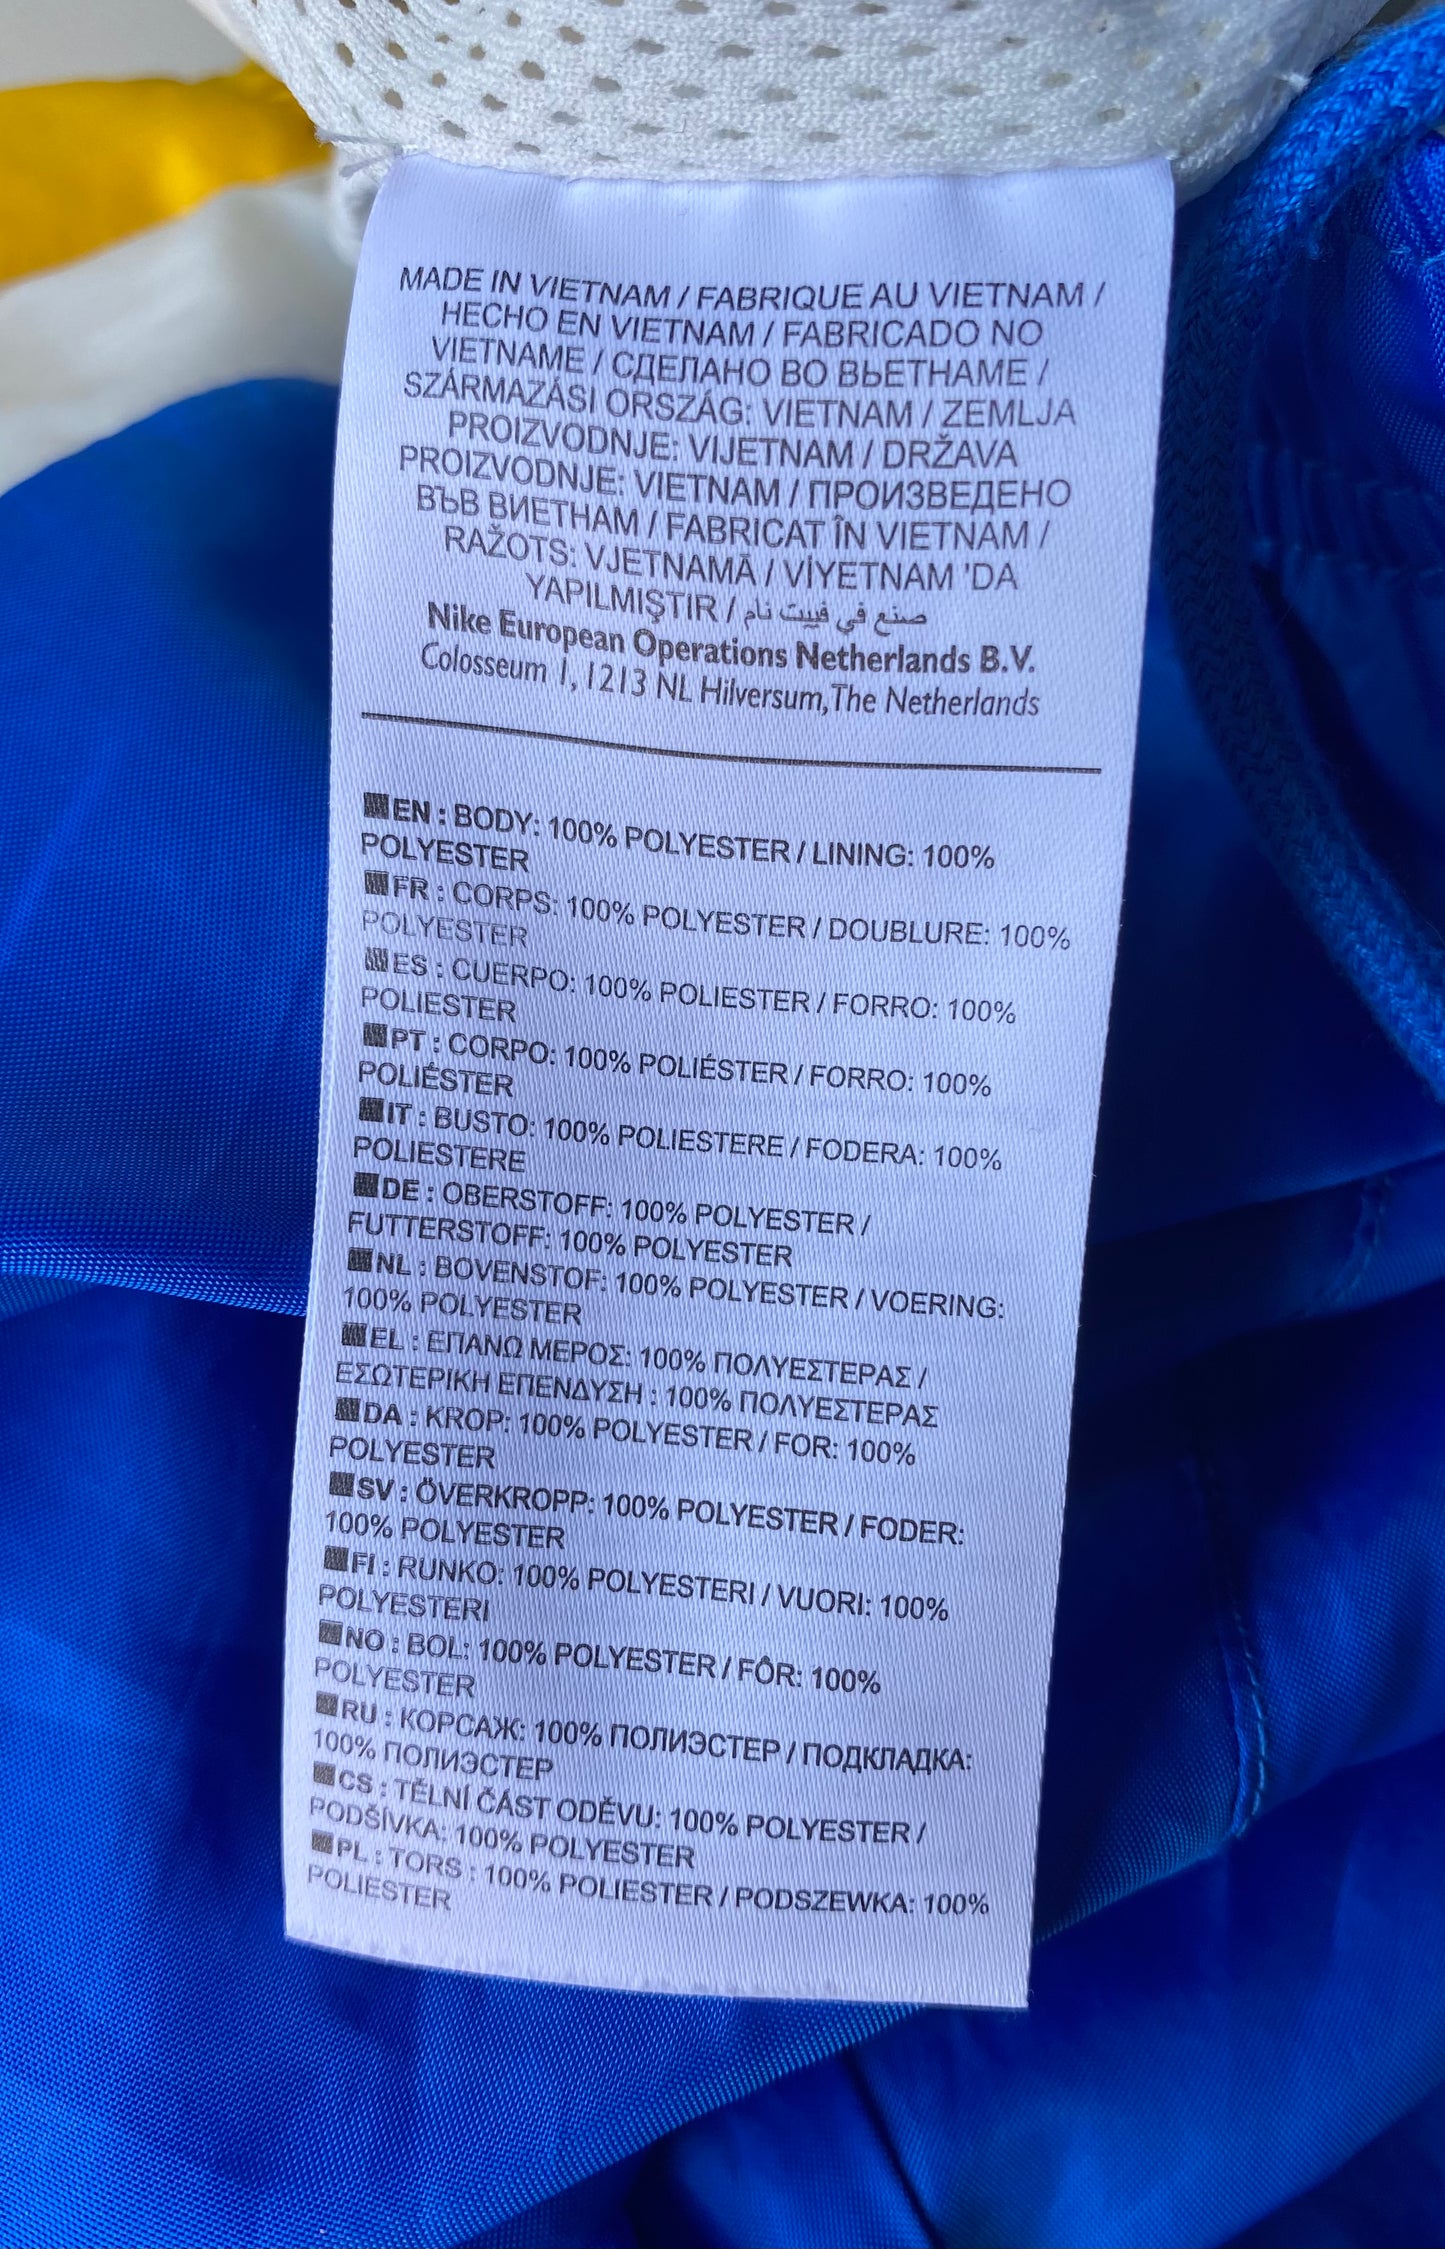 MADE IN VIETNAM / FABRIQUE AU VIETNAM /
HECHO EN VIETNAM / FABRICADO NO
VIETNAME / СДЕЛАНО ВО ВЬЕТНАМЕ /
SZÁRMAZÁSI ORSZÁG: VIETNAM / ZEMLJA
PROIZVODNJE: VIJETNAM / DRŽAVA
PROIZVODNJE: VIETNAM / ПРОИЗВЕДЕНО
ВЪВ ВИЕТНАМ / FABRICAT ÎN VIETNAM /
RAŽOTS: VJETNAMĀ / VİYETNAM 'DA
YAPILMIŞTIR / صنع في فييت نام
Nike European Operations Netherlands B.V.
Colosseum 1, 1213 NL Hilversum,The Netherlands
EN : BODY: 100% POLYESTER / LINING: 100%
POLYESTER
FR : CORPS: 100% POLYESTER / DOUBLURE: 100%
POLYESTER
ES : CUERPO: 100% POLIESTER / FORRO: 100%
POLIESTER
PT : CORPO: 100% POLIÉSTER / FORRO: 100%
POLIÉSTER
IT : BUSTO: 100% POLIESTERE / FODERA: 100%
POLIESTERE
DE : OBERSTOFF: 100% POLYESTER /
FUTTERSTOFF: 100% POLYESTER
NL : BOVENSTOF: 100% POLYESTER / VOERING:
100% POLYESTER
EL : ΕΠΑΝΩ ΜΕΡΟΣ: 100% ΠΟΛΥΕΣΤΕΡΑΣ /
ΕΣΩΤΕΡΙΚΗ ΕΠΕΝΔΥΣΗ : 100% ΠΟΛΥΕΣΤΕΡΑΣ
DA : KROP: 100% POLYESTER / FOR: 100%
POLYESTER
SV : ÖVERKROPP: 100% POLYESTER / FODER:
100% POLYESTER
FI : RUNKO: 100% POLYESTERI / VUORI: 100%
POLYESTERI
NO : BOL: 100% POLYESTER / FÔR: 100%
POLYESTER
RU : КОРСАЖ: 100% ПОЛИЭСТЕР / ПОДКЛАДКА:
100% ПОЛИЭСТЕР
CS : TĚLNÍ ČÁST ODĚVU: 100% POLYESTER /
PODŠÍVKA: 100% POLYESTER
PL : TORS : 100% POLIESTER / PODSZEWKA: 100%
POLIESTER